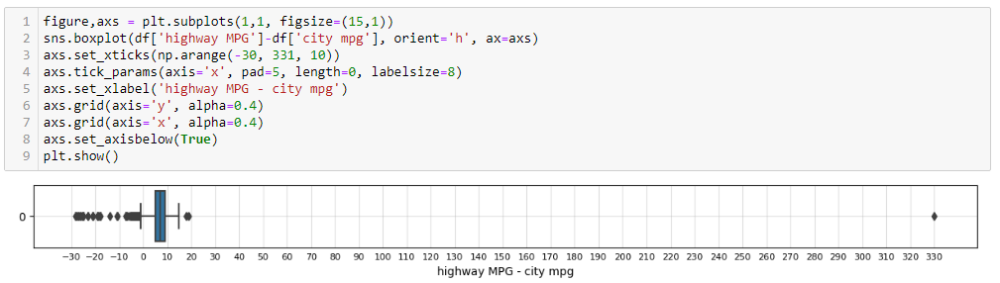 1 figure,axs = plt.subplots(1,1, figsize=(15,1))
2 sns.boxplot(df['highway MPG']-df['city mpg'], orient='h', ax=axs)
3 axs.set_xticks(np.arange(-30, 331, 10))
4 axs.tick_params(axis='x', pad=5, length=0, labelsize=8)
5 axs.set_xlabel('highway MPG - city mpg')
6 axs.grid(axis='y', alpha=0.4)
7 axs.grid(axis='x', alpha=0.4)
8 axs.set_axisbelow(True)
9 plt.show()
0
−30 −20 −10 0 10 20 30 40 50 60 70 80 90 100 110 120 130 140 150 160 170 180 190 200 210 220 230 240 250 260 270 280 290 300 310 320 330
highway MPG - city mpg